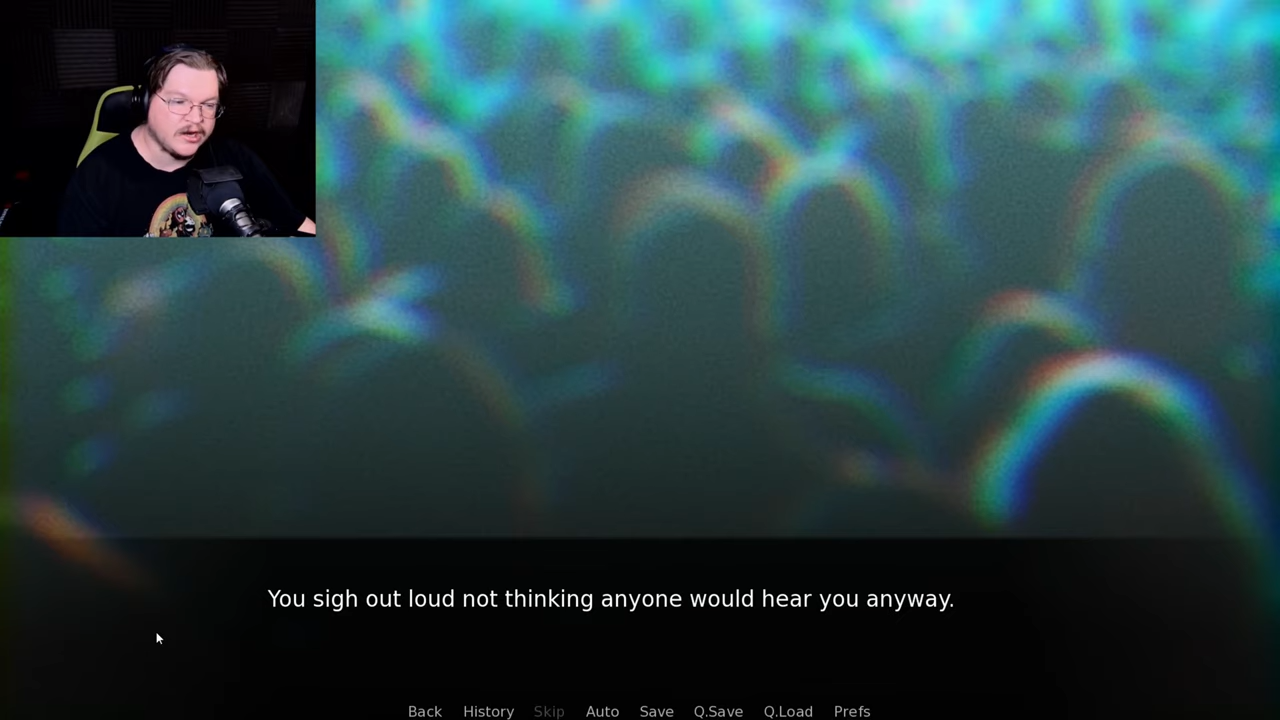 You sigh out loud not thinking anyone would hear you anyway.
Back History Skip Auto Save Q.Save Q.Load Prefs